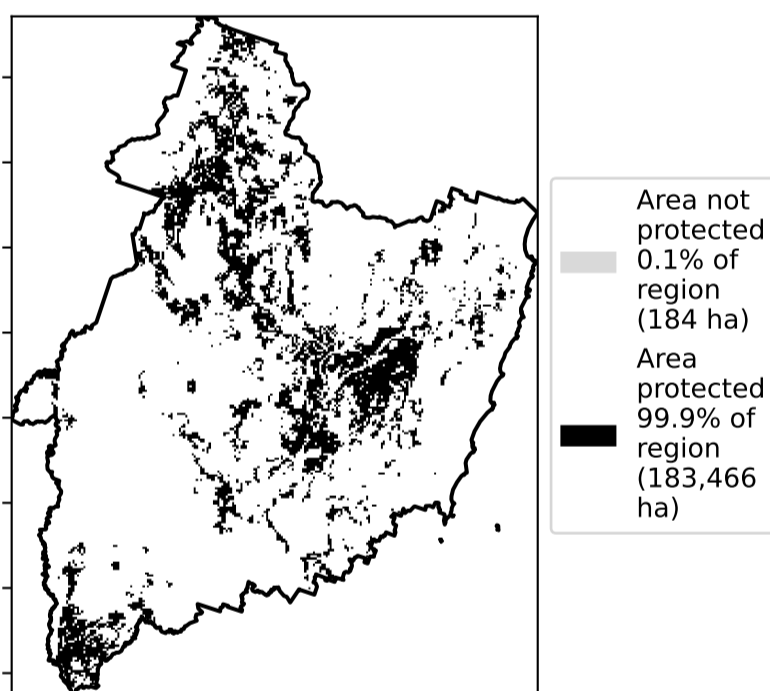 Area not
protected
0.1% of
region
(184 ha)
Area
protected
99.9% of
region
(183,466
ha)